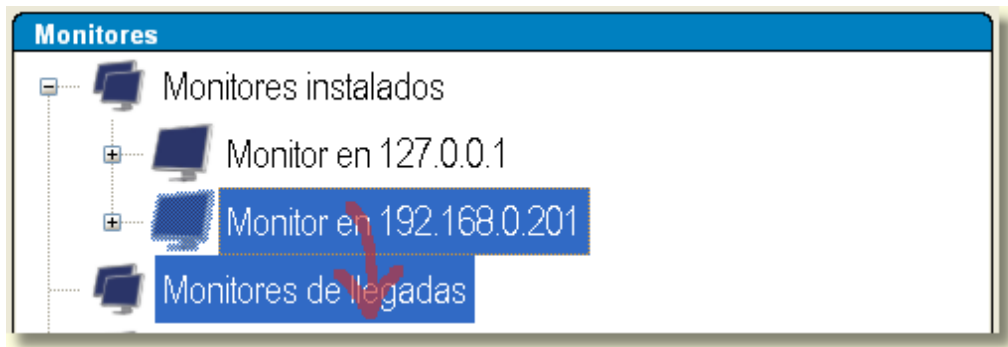 Monitores
Monitores instalados
Monitor en 127.0.0.1
Monitor en 192.168.0.201
Monitores de llegadas